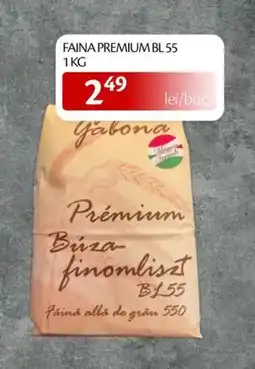 FAINA PREMIUM BL 55
1 KG
2 49
lei/buc
Gabona
Prémium
Búza-
finomliszt
BL55
Făină albă de grâu 550